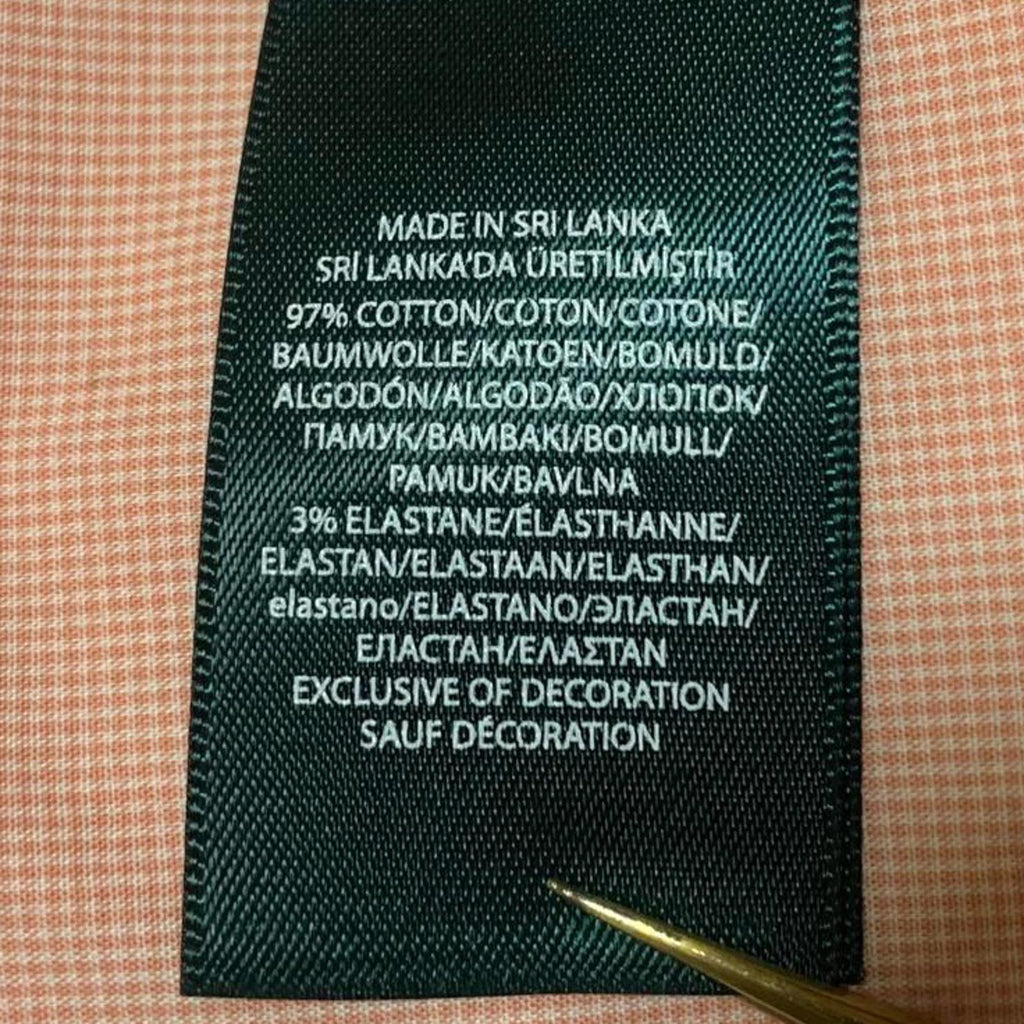 MADE IN SRI LANKA
SRİ LANKA'DA ÜRETİLMİŞTİR
97% COTTON/COTON/COTONE/
BAUMWOLLE/KATOEN/BOMULD/
ALGODÓN/ALGODÃO/ХЛОПОК/
ПАМУК/ΒΑΜΒΑΚΙ/BOMULL/
PAMUK/BAVLNA
3% ELASTANE/ÉLASTHANNE/
ELASTAN/ELASTAAN/ELASTHAN/
elastano/ELASTANO/ЭЛАСТАН/
ЕЛАСТАН/ΕΛΑΣΤΑΝ
EXCLUSIVE OF DECORATION
SAUF DÉCORATION